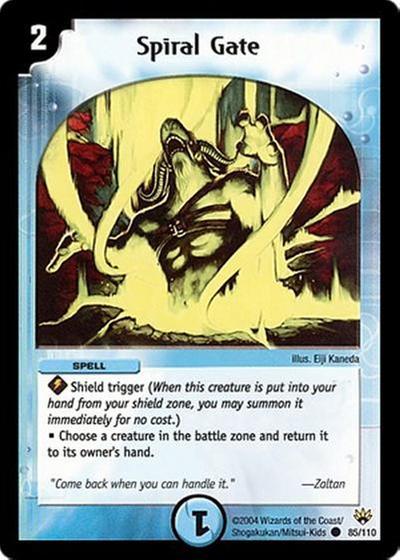 2
Spiral Gate
illus. Eiji Kaneda
SPELL
Shield trigger (When this creature is put into your
hand from your shield zone, you may summon it
immediately for no cost.)
▪ Choose a creature in the battle zone and return it
to its owner's hand.
"Come back when you can handle it." —Zaltan
1
©2004 Wizards of the Coast/
Shogakukan/Mitsui-Kids ● 85/110